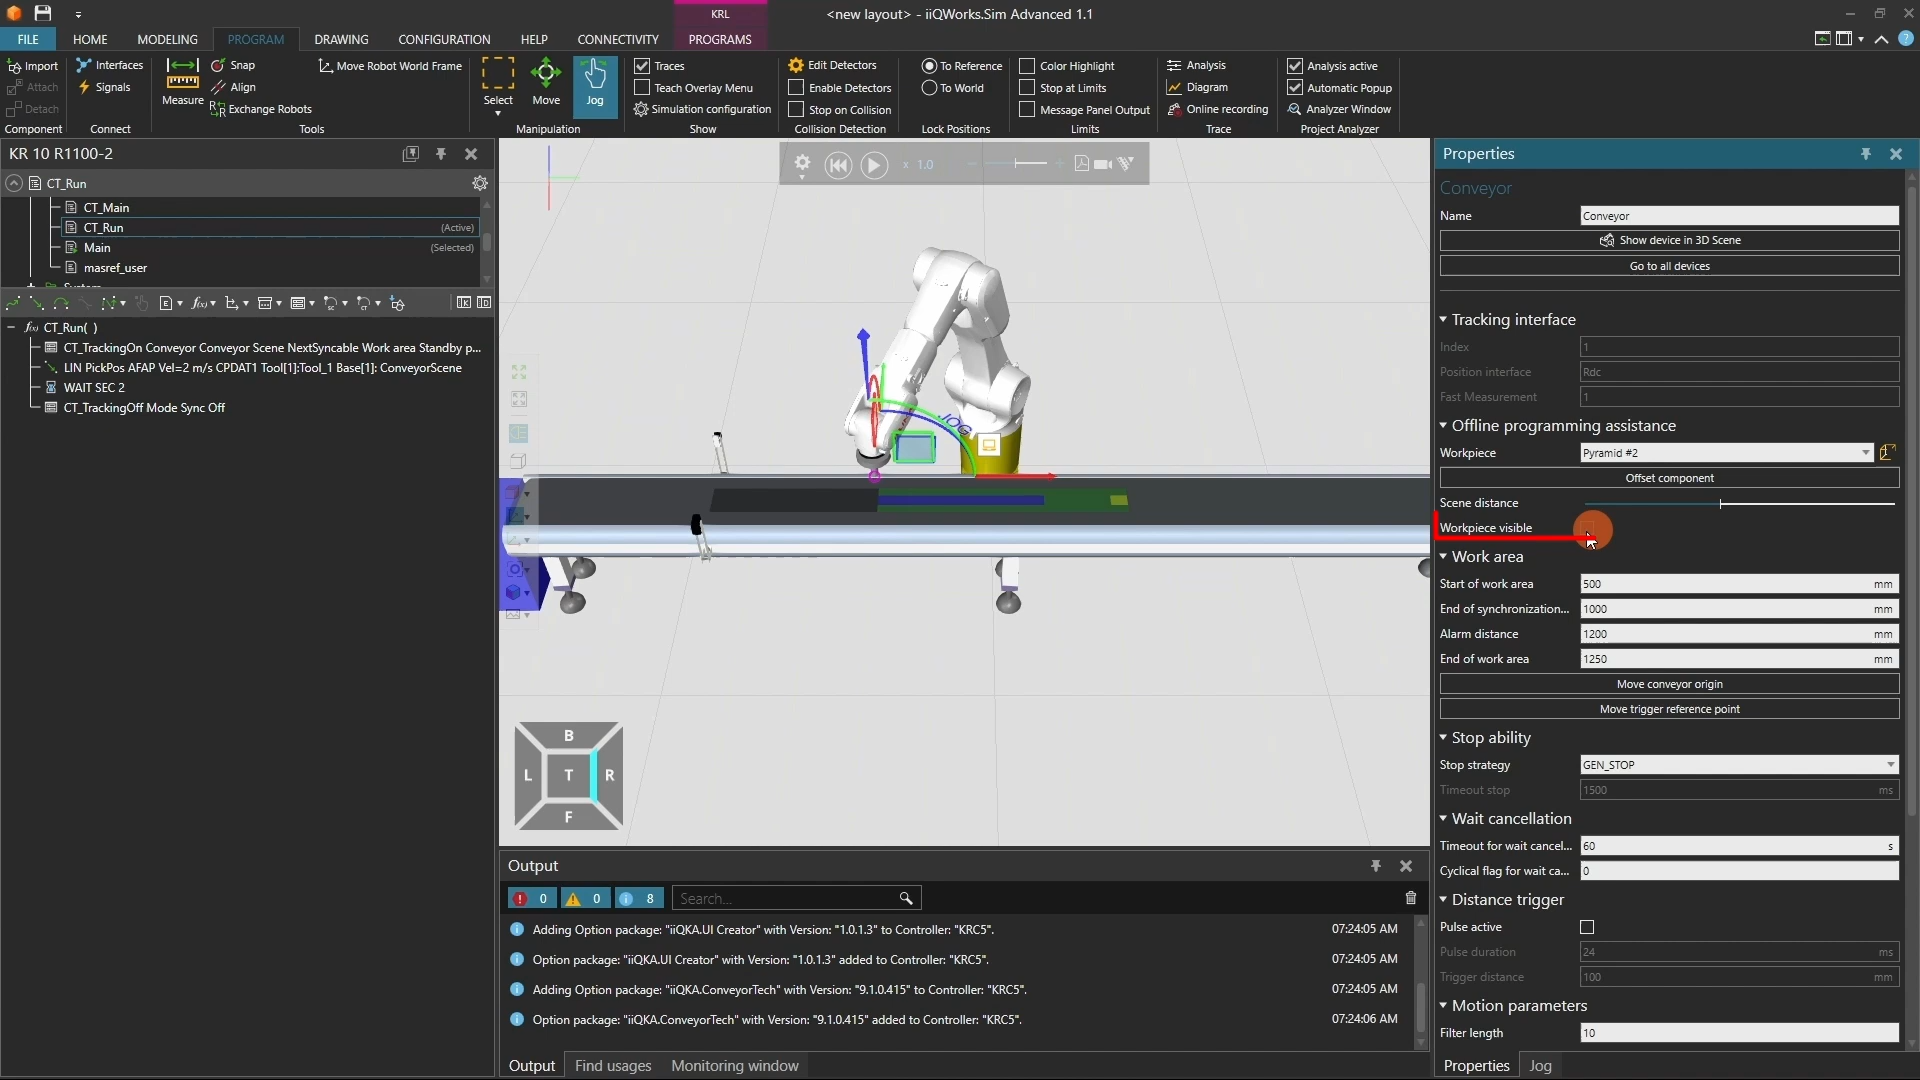 KRL
<new layout> - iiQWorks.Sim Advanced 1.1
FILE HOME MODELING PROGRAM DRAWING CONFIGURATION HELP CONNECTIVITY PROGRAMS
Import Interfaces Snap Move Robot World Frame Traces Edit Detectors To Reference Color Highlight Analysis Analysis active
Attach Signals Measure Align Select Move Jog Teach Overlay Menu Enable Detectors To World Stop at Limits Diagram Automatic Popup
Detach Exchange Robots Simulation configuration Stop on Collision Message Panel Output Online recording Analyzer Window
Component Connect Tools Manipulation Show Collision Detection Lock Positions Limits Trace Project Analyzer
KR 10 R1100-2
CT_Run
CT_Main
CT_Run (Active)
Main (Selected)
masref_user
CT_Run( )
CT_TrackingOn Conveyor Conveyor Scene NextSyncable Work area Standby p...
LIN PickPos AFAP Vel=2 m/s CPDAT1 Tool[1]:Tool_1 Base[1]: ConveyorScene
WAIT SEC 2
CT_TrackingOff Mode Sync Off
x 1.0
JOG
B
L T R
F
Output
0 0 8 Search...
Adding Option package: "iiQKA.UI Creator" with Version: "1.0.1.3" to Controller: "KRC5". 07:24:05 AM
Option package: "iiQKA.UI Creator" with Version: "1.0.1.3" added to Controller: "KRC5". 07:24:05 AM
Adding Option package: "iiQKA.ConveyorTech" with Version: "9.1.0.415" to Controller: "KRC5". 07:24:05 AM
Option package: "iiQKA.ConveyorTech" with Version: "9.1.0.415" added to Controller: "KRC5". 07:24:06 AM
Output Find usages Monitoring window
Properties
Conveyor
Name Conveyor
Show device in 3D Scene
Go to all devices
Tracking interface
Index 1
Position interface Rdc
Fast Measurement 1
Offline programming assistance
Workpiece Pyramid #2
Offset component
Scene distance
Workpiece visible
Work area
Start of work area 500 mm
End of synchronization... 1000 mm
Alarm distance 1200 mm
End of work area 1250 mm
Move conveyor origin
Move trigger reference point
Stop ability
Stop strategy GEN_STOP
Timeout stop 1500 ms
Wait cancellation
Timeout for wait cancel... 60 s
Cyclical flag for wait ca... 0
Distance trigger
Pulse active
Pulse duration 24 ms
Trigger distance 100 mm
Motion parameters
Filter length 10
Properties Jog